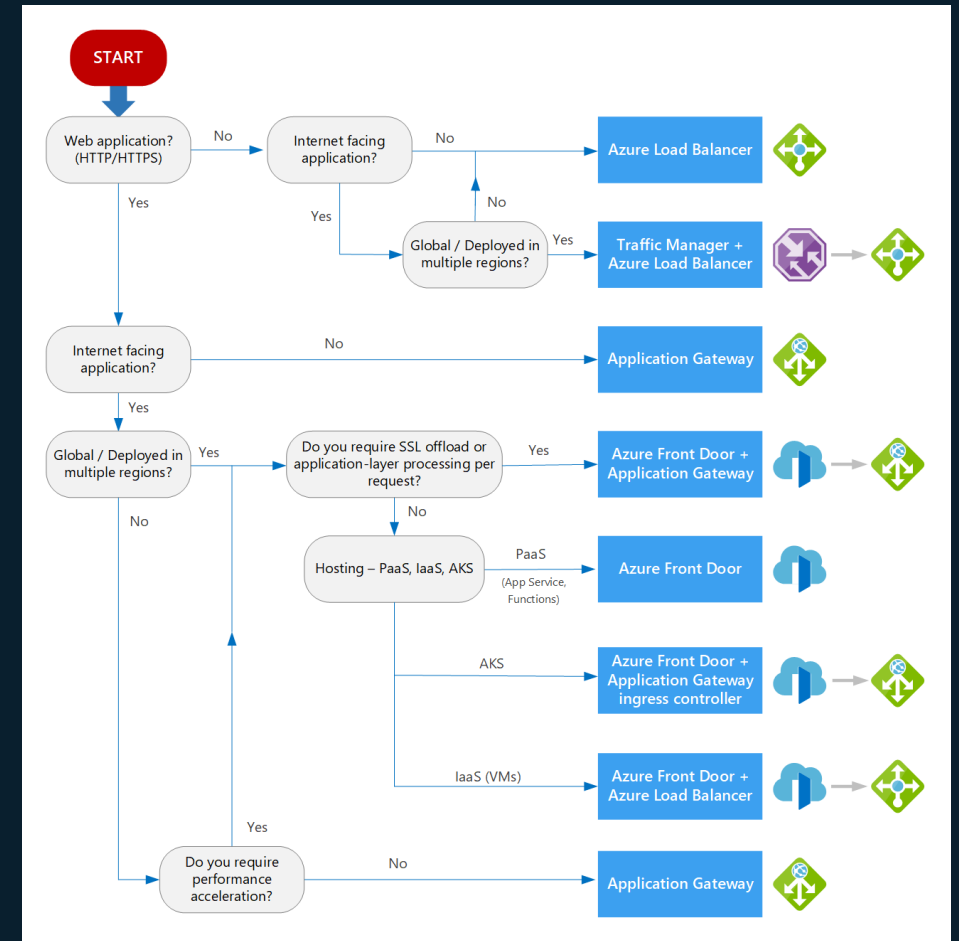 START
Web application?
(HTTP/HTTPS)
No
Internet facing
application?
No
Azure Load Balancer
Yes
Yes
No
Global / Deployed in
multiple regions?
Yes
Traffic Manager +
Azure Load Balancer
Internet facing
application?
No
Application Gateway
Yes
Global / Deployed in
multiple regions?
Yes
Do you require SSL offload or
application-layer processing per
request?
Yes
Azure Front Door +
Application Gateway
No
No
Hosting – PaaS, IaaS, AKS
PaaS
(App Service,
Functions)
Azure Front Door
AKS
Azure Front Door +
Application Gateway
ingress controller
IaaS (VMs)
Azure Front Door +
Azure Load Balancer
Yes
Do you require
performance
acceleration?
No
Application Gateway